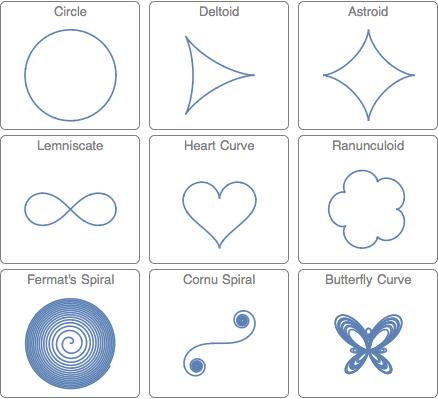 Circle
Deltoid
Astroid
Lemniscate
Heart Curve
Ranunculoid
Fermat's Spiral
Cornu Spiral
Butterfly Curve